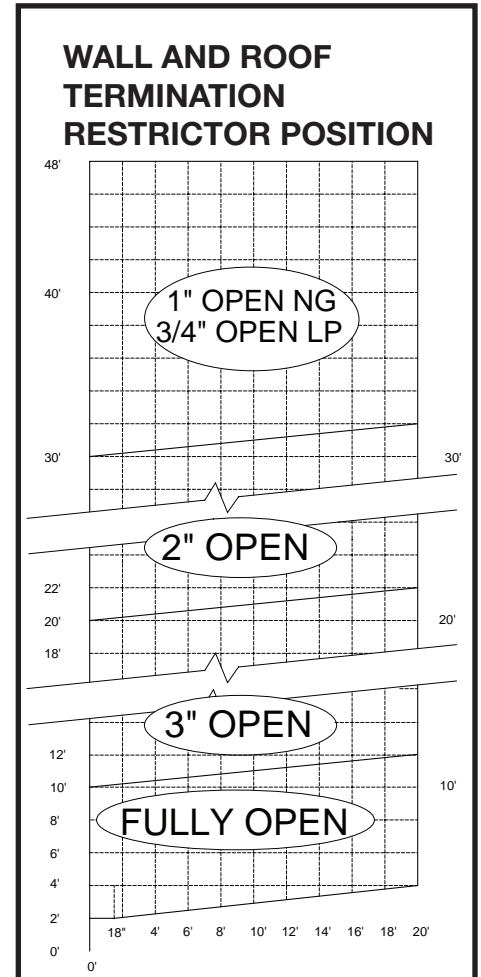 WALL AND ROOF
TERMINATION
RESTRICTOR POSITION
48'
40'
1" OPEN NG
3/4" OPEN LP
30'
30'
2" OPEN
22'
20'
20'
18'
3" OPEN
12'
10'
10'
8'
FULLY OPEN
6'
4'
2'
18" 4' 6' 8' 10' 12' 14' 16' 18' 20'
0'
0'